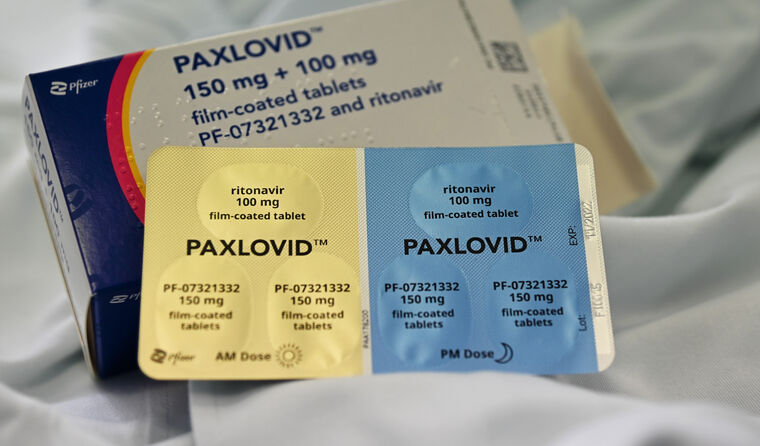 Pfizer
PAXLOVID™
150 mg + 100 mg
film-coated tablets
PF-07321332 and ritonavir
ritonavir
100 mg
film-coated tablet
PAXLOVID™
PF-07321332
150 mg
film-coated
tablets
PF-07321332
150 mg
film-coated
tablets
Pfizer
AM Dose
ritonavir
100 mg
film-coated tablet
PAXLOVID™
PF-07321332
150 mg
film-coated
tablets
PF-07321332
150 mg
film-coated
tablets
PM Dose
EXP:
11/2022
Lot:
PAXLOVID™